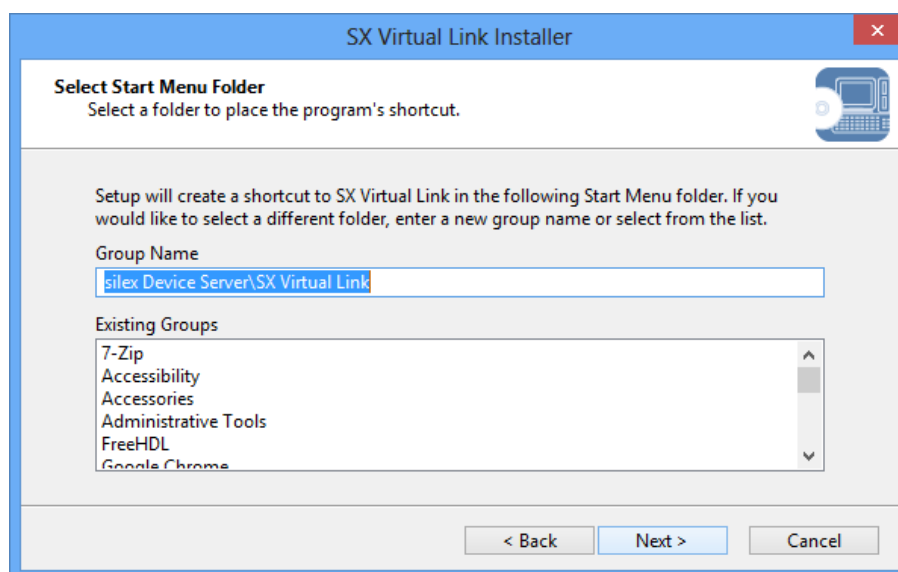 SX Virtual Link Installer
Select Start Menu Folder
Select a folder to place the program's shortcut.
Setup will create a shortcut to SX Virtual Link in the following Start Menu folder. If you
would like to select a different folder, enter a new group name or select from the list.
Group Name
silex Device Server\SX Virtual Link
Existing Groups
7-Zip
Accessibility
Accessories
Administrative Tools
FreeHDL
Google Chrome
< Back
Next >
Cancel